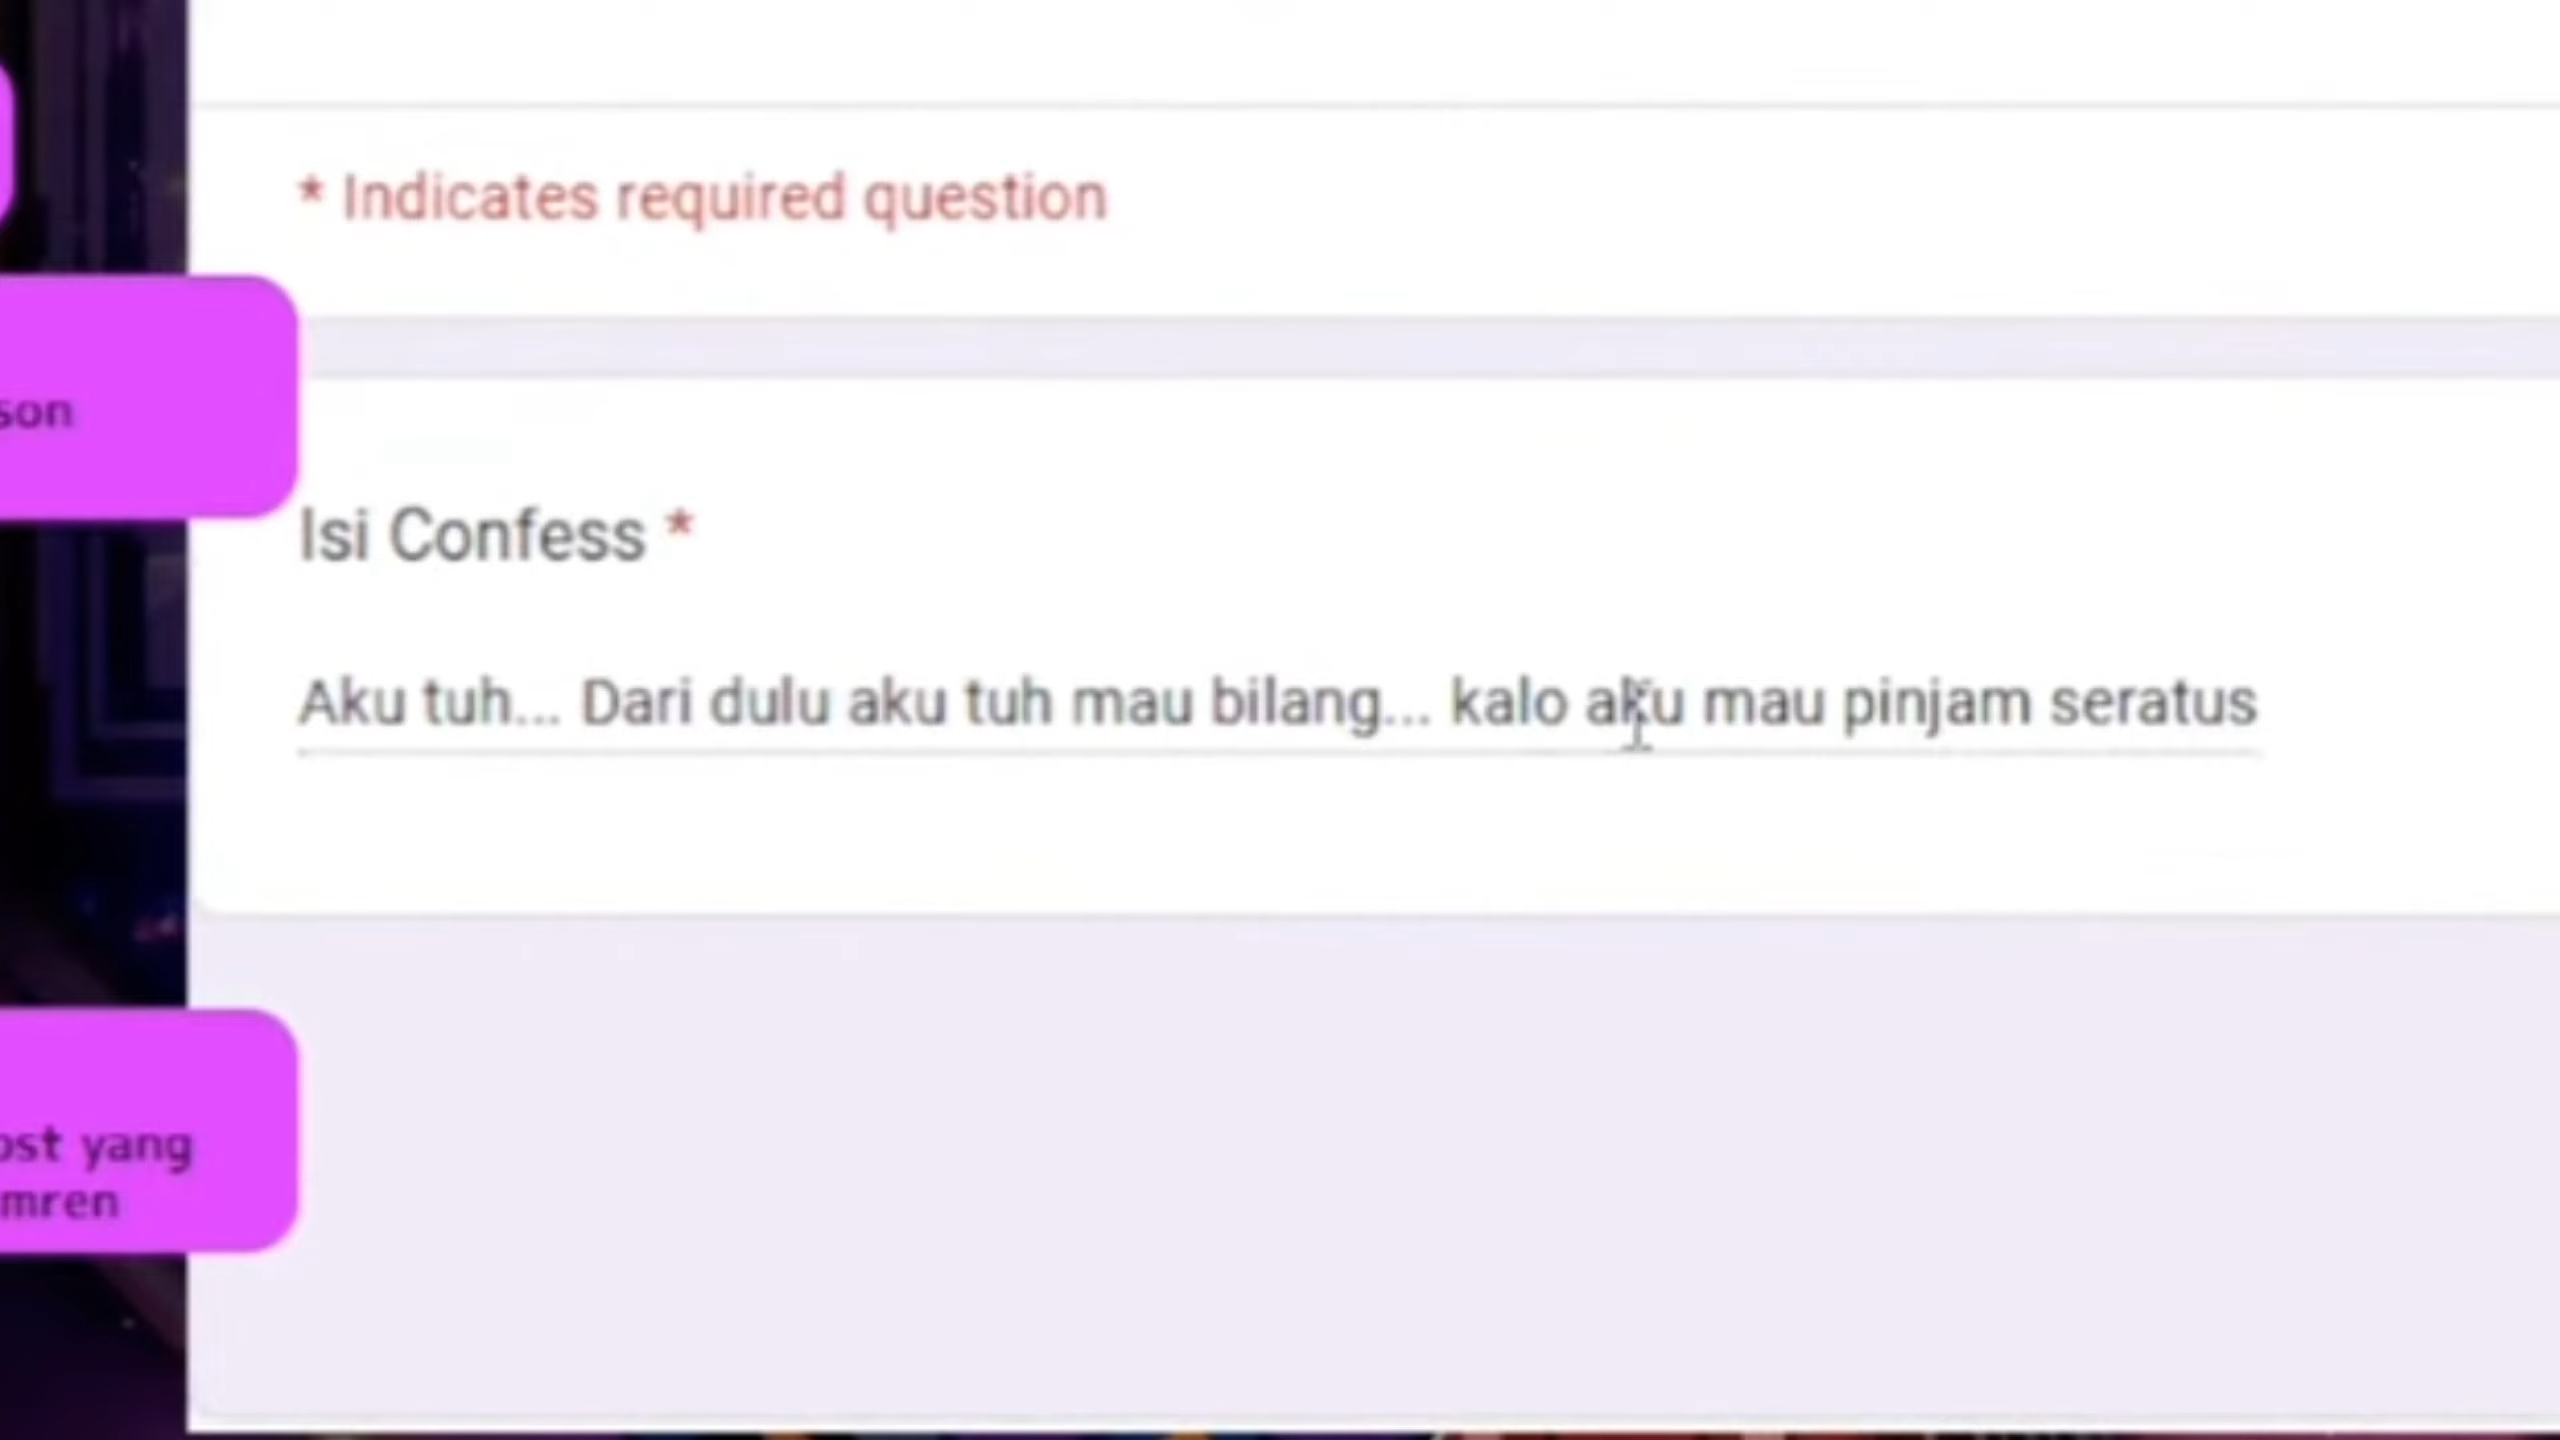 * Indicates required question
son
Isi Confess *
Aku tuh... Dari dulu aku tuh mau bilang... kalo aku mau pinjam seratus
yang
mren